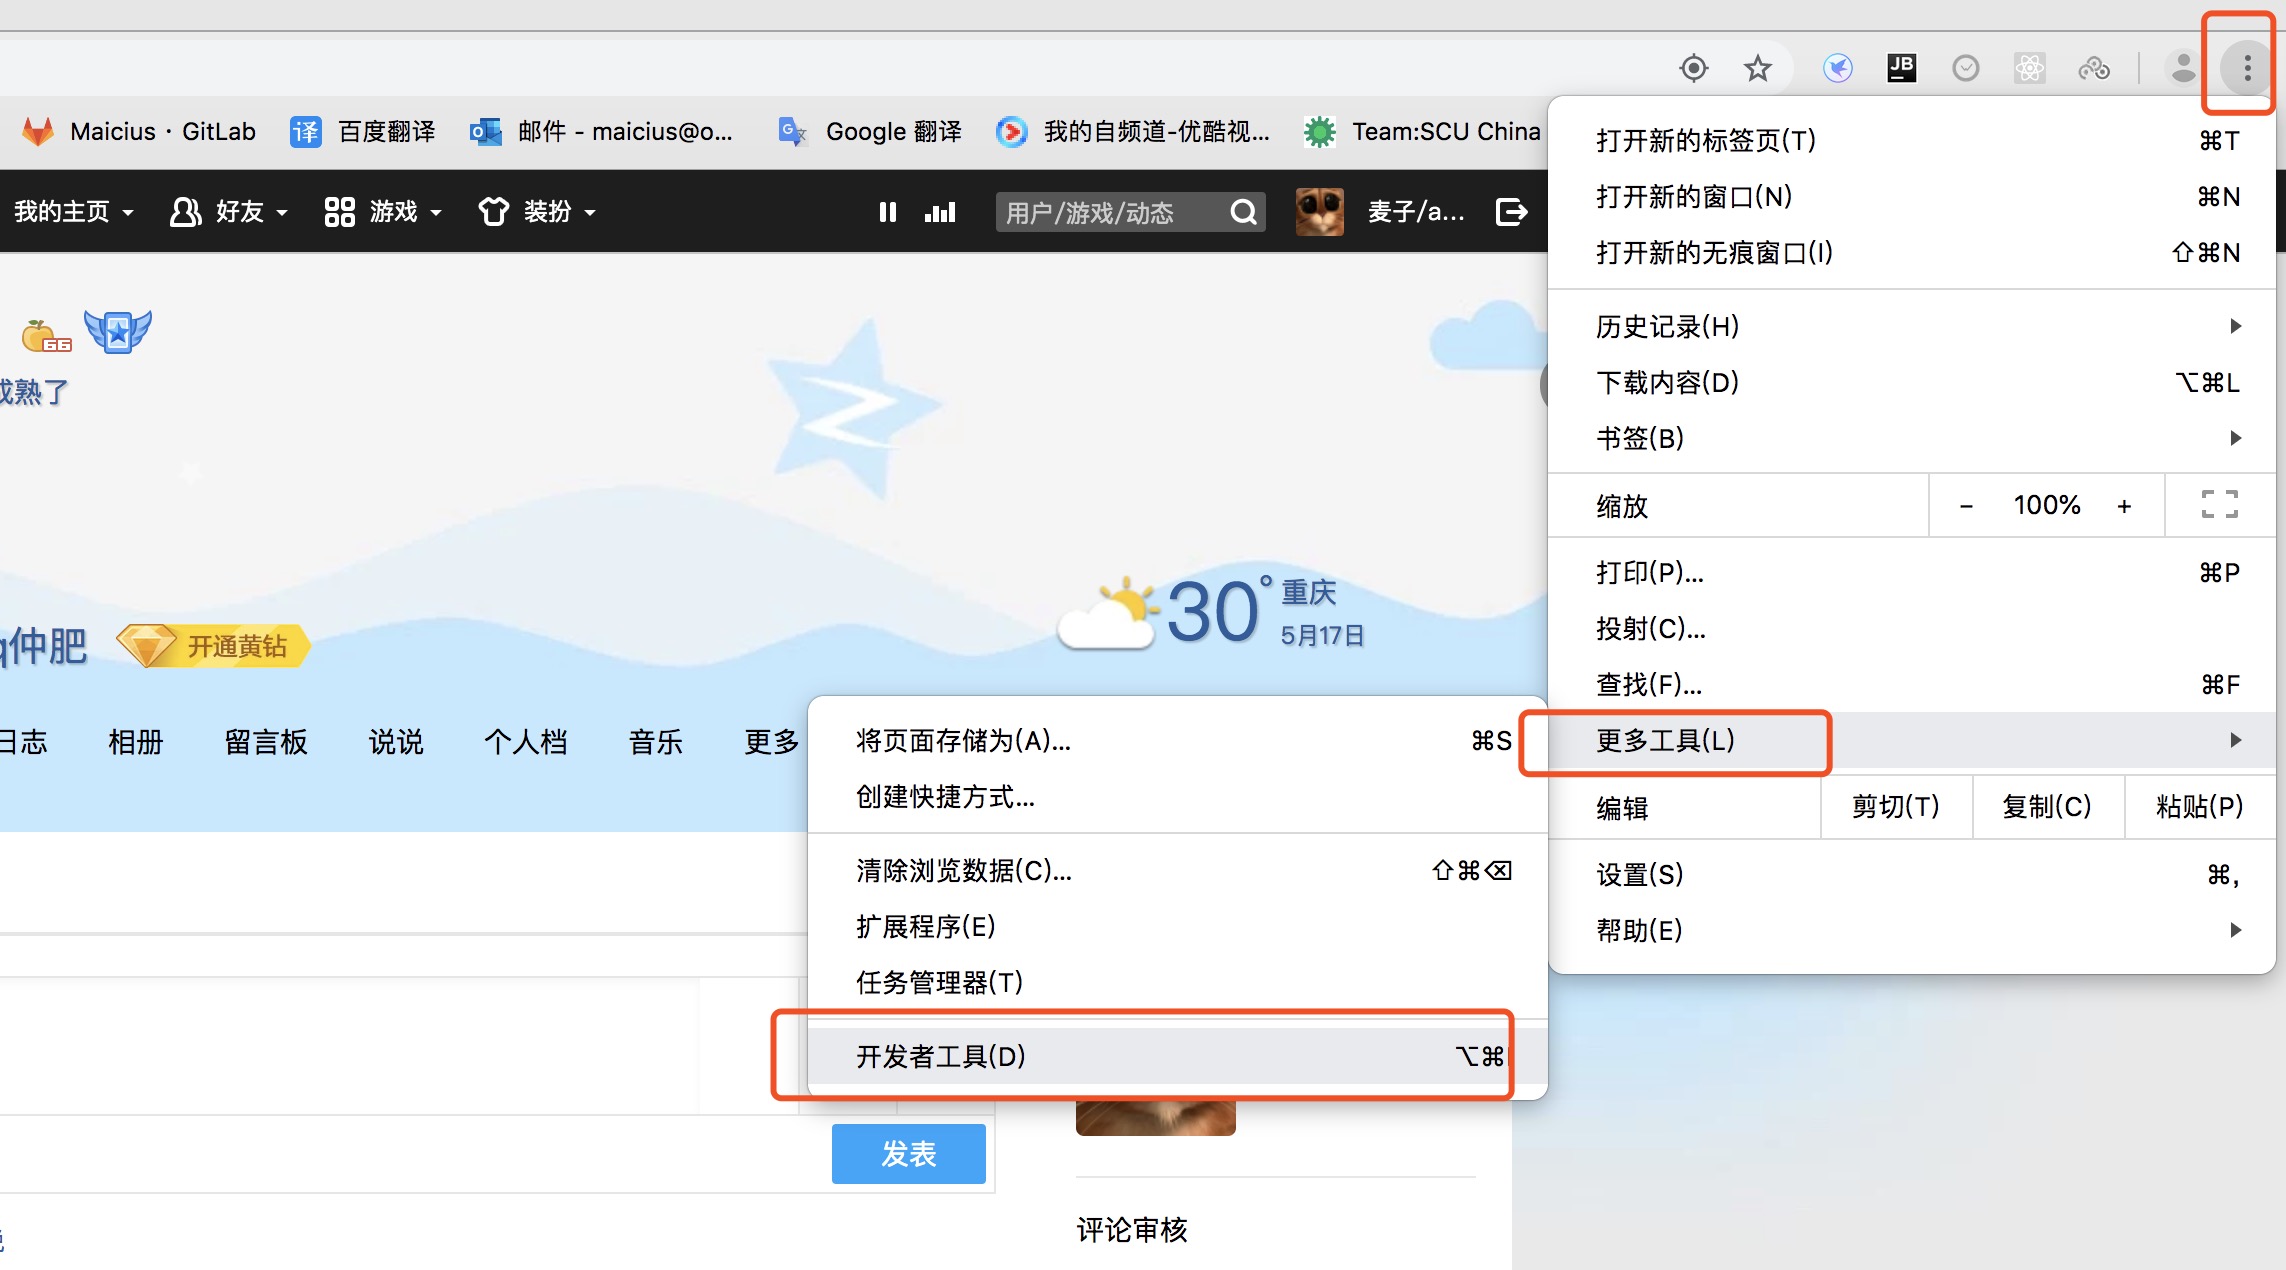 JB
Maicius · GitLab
译 百度翻译
邮件 - maicius@o...
Google 翻译
我的自频道-优酷视...
Team:SCU China
我的主页
好友
游戏
装扮
用户/游戏/动态
麦子/a...
成熟了
仲肥
开通黄钻
30°
重庆
5月17日
日志
相册
留言板
说说
个人档
音乐
更多
打开新的标签页(T) ⌘T
打开新的窗口(N) ⌘N
打开新的无痕窗口(I) ⇧⌘N
历史记录(H)
下载内容(D) ⌥⌘L
书签(B)
缩放 − 100% +
打印(P)... ⌘P
投射(C)...
查找(F)... ⌘F
更多工具(L)
编辑 剪切(T) 复制(C) 粘贴(P)
设置(S) ⌘,
帮助(E)
将页面存储为(A)... ⌘S
创建快捷方式...
清除浏览数据(C)... ⇧⌘⌫
扩展程序(E)
任务管理器(T)
开发者工具(D) ⌥⌘I
发表
评论审核